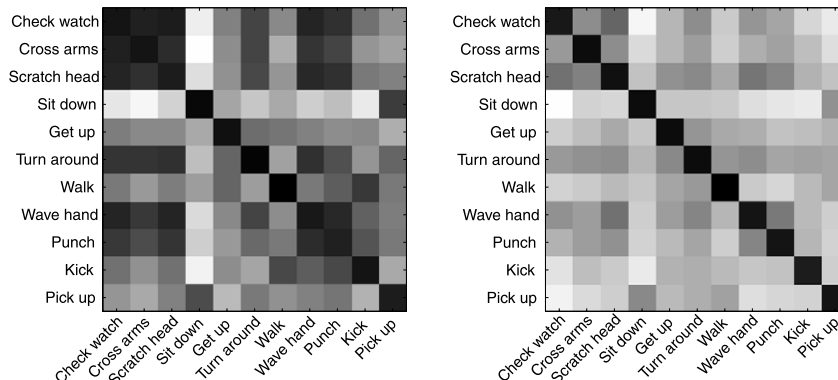 Check watch
Cross arms
Scratch head
Sit down
Get up
Turn around
Walk
Wave hand
Punch
Kick
Pick up
Check watch
Cross arms
Scratch head
Sit down
Get up
Turn around
Walk
Wave hand
Punch
Kick
Pick up
Check watch
Cross arms
Scratch head
Sit down
Get up
Turn around
Walk
Wave hand
Punch
Kick
Pick up
Check watch
Cross arms
Scratch head
Sit down
Get up
Turn around
Walk
Wave hand
Punch
Kick
Pick up